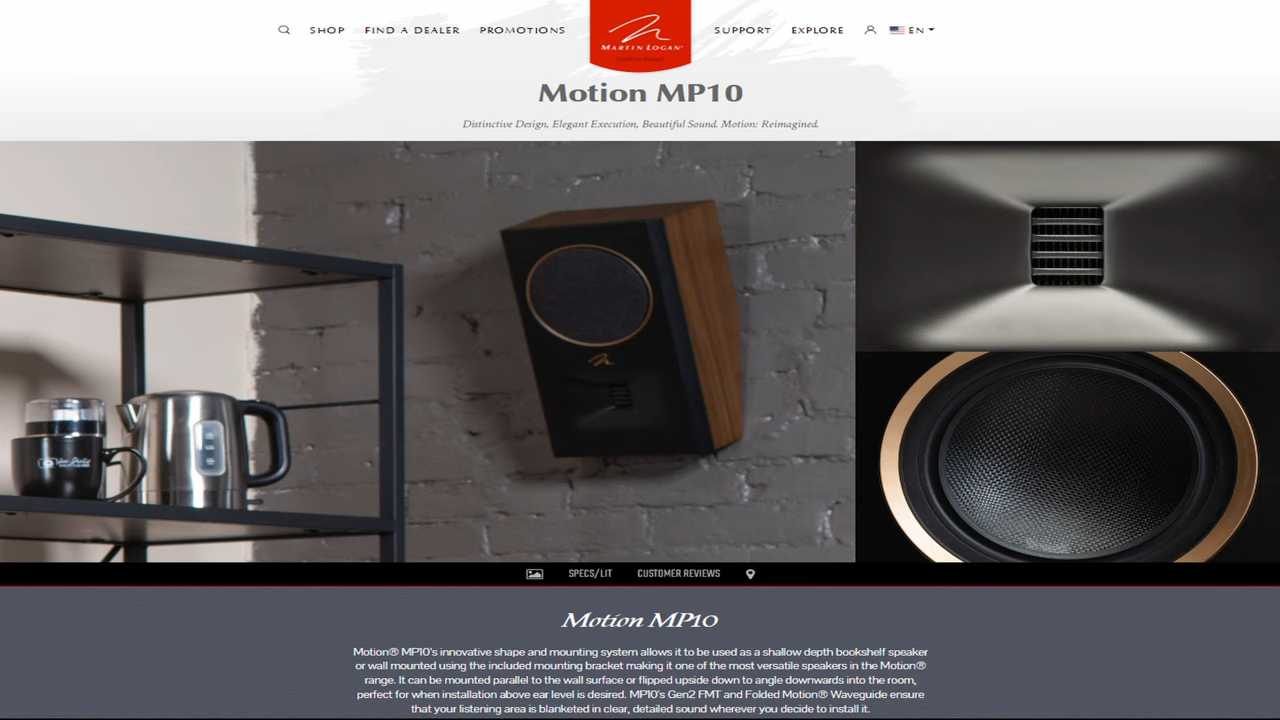 SHOP FIND A DEALER PROMOTIONS
MARTIN LOGAN®
SUPPORT EXPLORE EN
Motion MP10
Distinctive Design, Elegant Execution, Beautiful Sound. Motion: Reimagined.
SPECS/LIT CUSTOMER REVIEWS
Motion MP10
Motion® MP10's innovative shape and mounting system allows it to be used as a shallow depth bookshelf speaker
or wall mounted using the included mounting bracket making it one of the most versatile speakers in the Motion®
range. It can be mounted parallel to the wall surface or flipped upside down to angle downwards into the room,
perfect for when installation above ear level is desired. MP10's Gen2 FMT and Folded Motion® Waveguide ensure
that your listening area is blanketed in clear, detailed sound wherever you decide to install it.